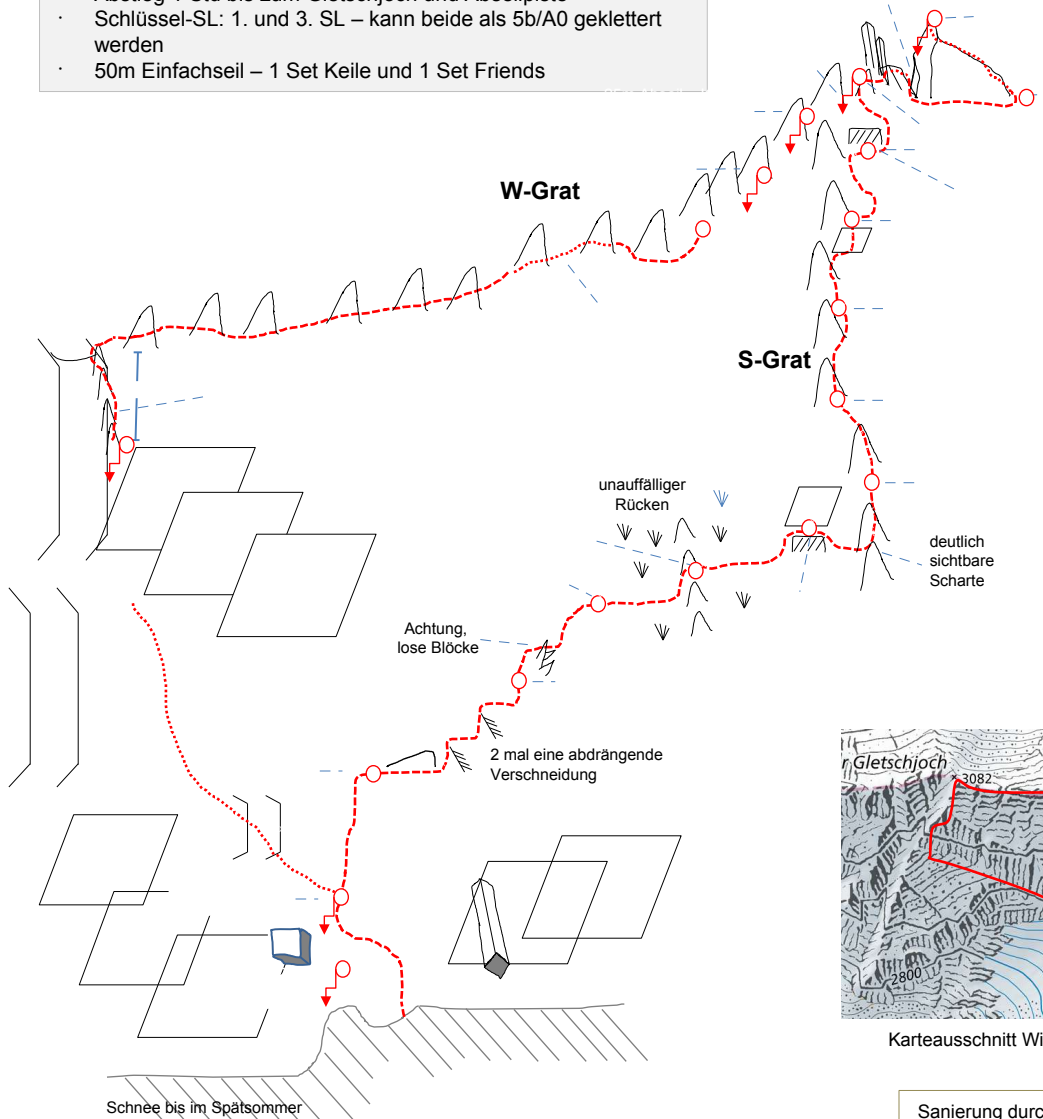 · Schlüssel-SL: 1. und 3. SL – kann beide als 5b/A0 geklettert
werden
· 50m Einfachseil – 1 Set Keile und 1 Set Friends
W-Grat
S-Grat
unauffälliger
Rücken
deutlich
sichtbare
Scharte
Achtung,
lose Blöcke
2 mal eine abdrängende
Verschneidung
r Gletschjoch
3082
2800
Karteausschnitt Wi
Sanierung durc
Schnee bis im Spätsommer